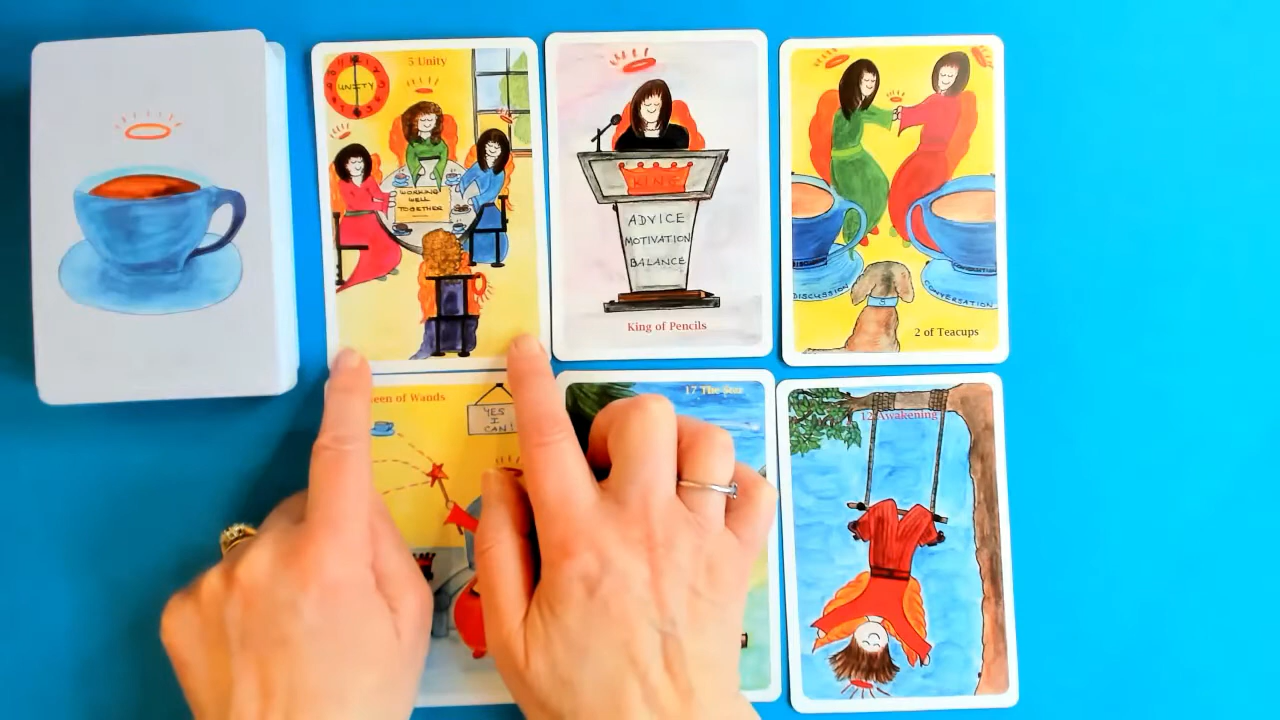 5 Unity
UNITY
WORKING
WELL
TOGETHER
KING
ADVICE
MOTIVATION
BALANCE
King of Pencils
DISCUSSION
CONVERSATION
S
2 of Teacups
een of Wands
YES
I
CAN!
17 The Star
12 Awakening